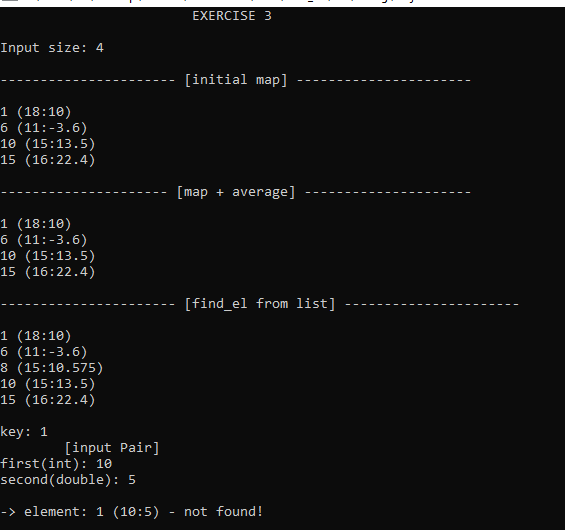 EXERCISE 3
Input size: 4
---------------------- [initial map] ----------------------
1 (18:10)
6 (11:-3.6)
10 (15:13.5)
15 (16:22.4)
--------------------- [map + average] ---------------------
1 (18:10)
6 (11:-3.6)
10 (15:13.5)
15 (16:22.4)
---------------------- [find_el from list] ----------------------
1 (18:10)
6 (11:-3.6)
8 (15:10.575)
10 (15:13.5)
15 (16:22.4)
key: 1
[input Pair]
first(int): 10
second(double): 5
-> element: 1 (10:5) - not found!